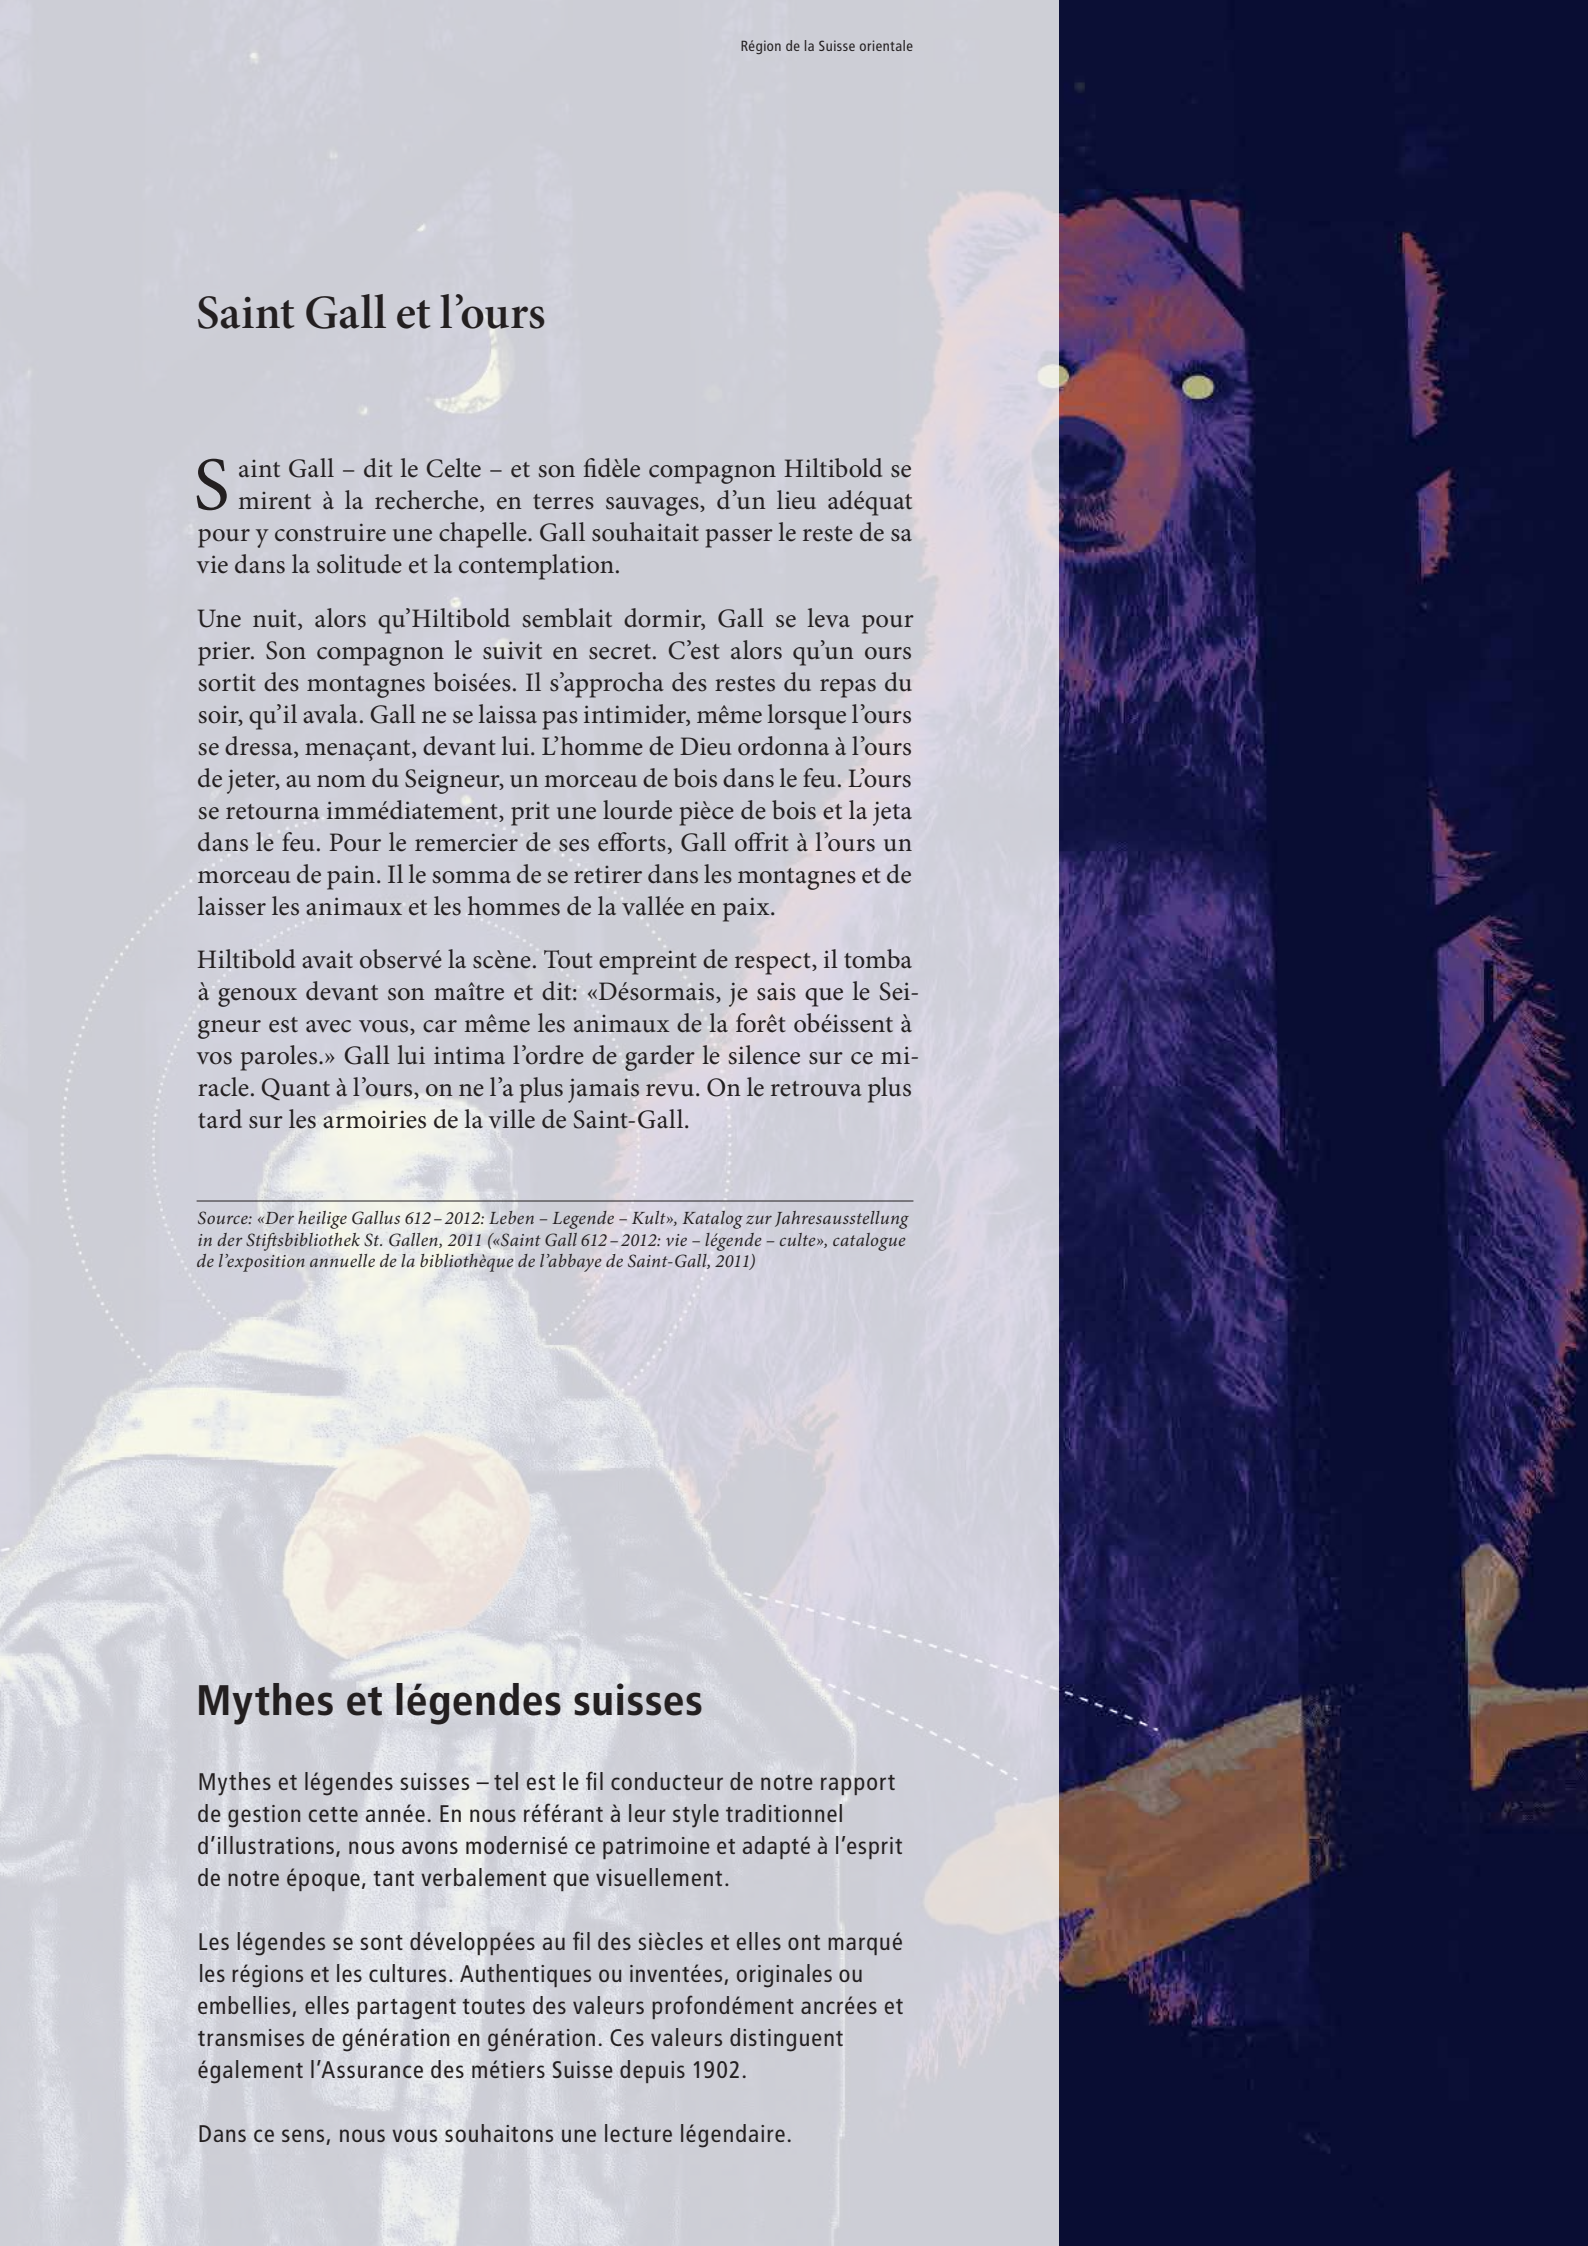 Région de la Suisse orientale
Saint Gall et l’ours
Saint Gall – dit le Celte – et son fidèle compagnon Hiltibold se
mirent à la recherche, en terres sauvages, d’un lieu adéquat
pour y construire une chapelle. Gall souhaitait passer le reste de sa
vie dans la solitude et la contemplation.
Une nuit, alors qu’Hiltibold semblait dormir, Gall se leva pour
prier. Son compagnon le suivit en secret. C’est alors qu’un ours
sortit des montagnes boisées. Il s’approcha des restes du repas du
soir, qu’il avala. Gall ne se laissa pas intimider, même lorsque l’ours
se dressa, menaçant, devant lui. L’homme de Dieu ordonna à l’ours
de jeter, au nom du Seigneur, un morceau de bois dans le feu. L’ours
se retourna immédiatement, prit une lourde pièce de bois et la jeta
dans le feu. Pour le remercier de ses efforts, Gall offrit à l’ours un
morceau de pain. Il le somma de se retirer dans les montagnes et de
laisser les animaux et les hommes de la vallée en paix.
Hiltibold avait observé la scène. Tout empreint de respect, il tomba
à genoux devant son maître et dit: «Désormais, je sais que le Sei-
gneur est avec vous, car même les animaux de la forêt obéissent à
vos paroles.» Gall lui intima l’ordre de garder le silence sur ce mi-
racle. Quant à l’ours, on ne l’a plus jamais revu. On le retrouva plus
tard sur les armoiries de la ville de Saint-Gall.
Source: «Der heilige Gallus 612 – 2012: Leben – Legende – Kult», Katalog zur Jahresausstellung
in der Stiftsbibliothek St. Gallen, 2011 («Saint Gall 612 – 2012: vie – légende – culte», catalogue
de l’exposition annuelle de la bibliothèque de l’abbaye de Saint-Gall, 2011)
Mythes et légendes suisses
Mythes et légendes suisses – tel est le fil conducteur de notre rapport
de gestion cette année. En nous référant à leur style traditionnel
d’illustrations, nous avons modernisé ce patrimoine et adapté à l’esprit
de notre époque, tant verbalement que visuellement.
Les légendes se sont développées au fil des siècles et elles ont marqué
les régions et les cultures. Authentiques ou inventées, originales ou
embellies, elles partagent toutes des valeurs profondément ancrées et
transmises de génération en génération. Ces valeurs distinguent
également l’Assurance des métiers Suisse depuis 1902.
Dans ce sens, nous vous souhaitons une lecture légendaire.